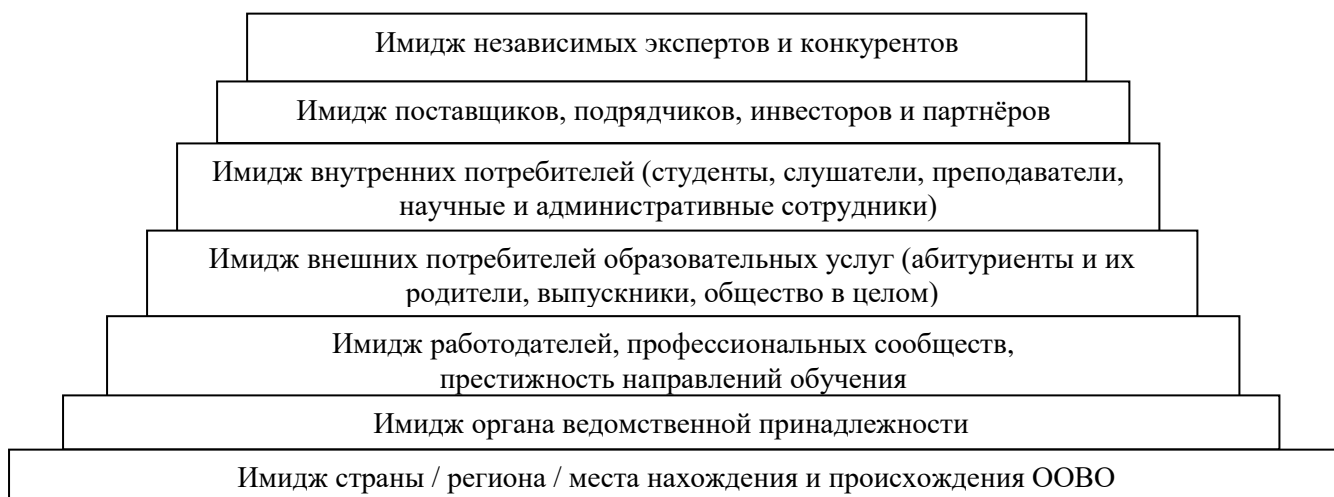 Имидж независимых экспертов и конкурентов
Имидж поставщиков, подрядчиков, инвесторов и партнёров
Имидж внутренних потребителей (студенты, слушатели, преподаватели,
научные и административные сотрудники)
Имидж внешних потребителей образовательных услуг (абитуриенты и их
родители, выпускники, общество в целом)
Имидж работодателей, профессиональных сообществ,
престижность направлений обучения
Имидж органа ведомственной принадлежности
Имидж страны / региона / места нахождения и происхождения ООВО